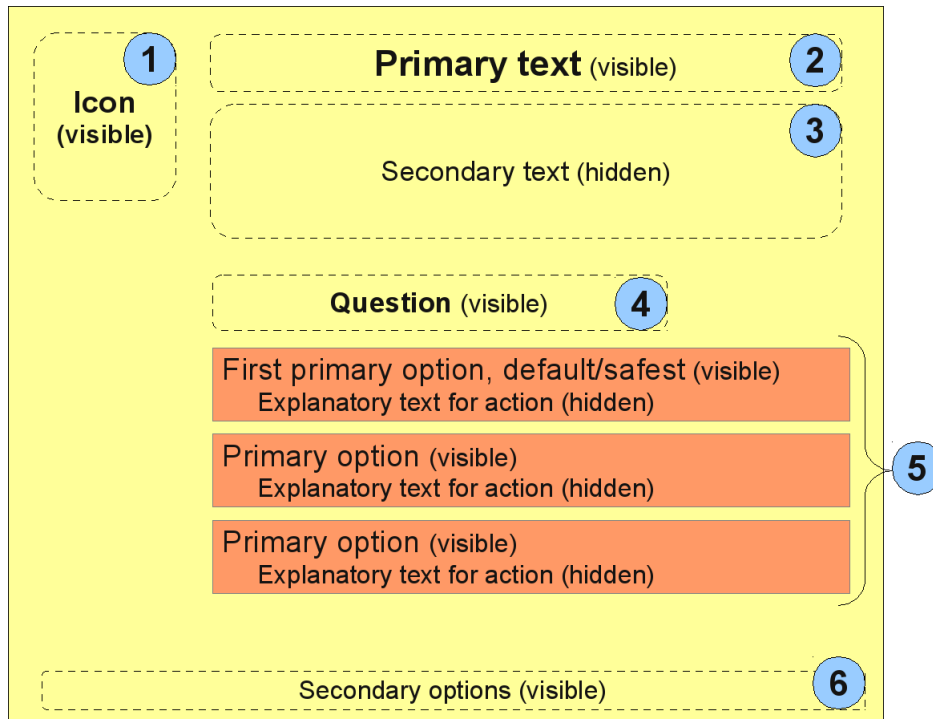 1
Icon
(visible)
Primary text (visible)
2
Secondary text (hidden)
3
Question (visible)
4
First primary option, default/safest (visible)
Explanatory text for action (hidden)
Primary option (visible)
Explanatory text for action (hidden)
Primary option (visible)
Explanatory text for action (hidden)
5
Secondary options (visible)
6